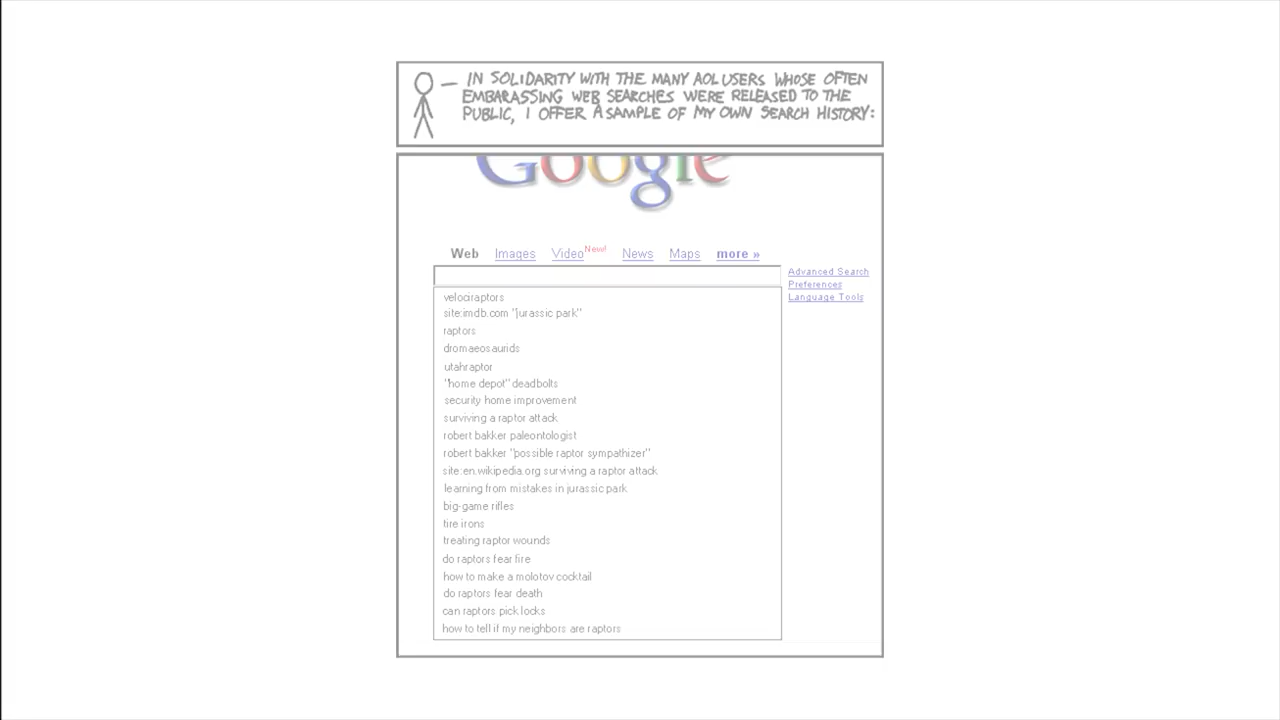 — IN SOLIDARITY WITH THE MANY AOL USERS WHOSE OFTEN
EMBARASSING WEB SEARCHES WERE RELEASED TO THE
PUBLIC, I OFFER A SAMPLE OF MY OWN SEARCH HISTORY:
Google
Web Images Video New! News Maps more »
Advanced Search
Preferences
Language Tools
velociraptors
site:imdb.com "jurassic park"
raptors
dromaeosaurids
utahraptor
"home depot" deadbolts
security home improvement
surviving a raptor attack
robert bakker paleontologist
robert bakker "possible raptor sympathizer"
site:en.wikipedia.org surviving a raptor attack
learning from mistakes in jurassic park
big-game rifles
tire irons
treating raptor wounds
do raptors fear fire
how to make a molotov cocktail
do raptors fear death
can raptors pick locks
how to tell if my neighbors are raptors